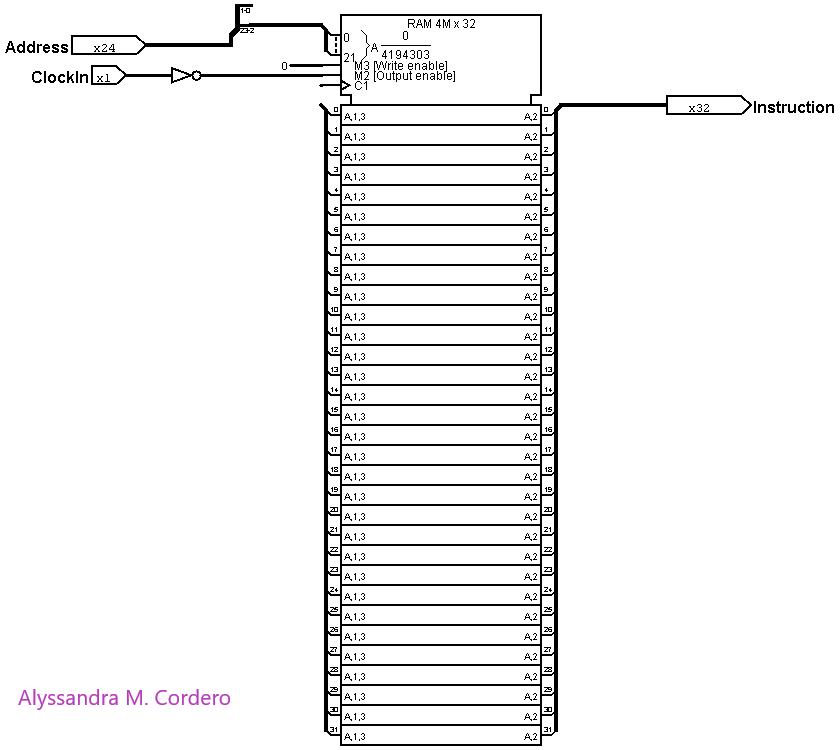 1-0
23-2
RAM 4M x 32
Address x24
0
21
A
0
4194303
0
M3 [Write enable]
ClockIn x1
M2 [Output enable]
C1
x32 Instruction
0 A,1,3 A,2 0
1 A,1,3 A,2 1
2 A,1,3 A,2 2
3 A,1,3 A,2 3
4 A,1,3 A,2 4
5 A,1,3 A,2 5
6 A,1,3 A,2 6
7 A,1,3 A,2 7
8 A,1,3 A,2 8
9 A,1,3 A,2 9
10 A,1,3 A,2 10
11 A,1,3 A,2 11
12 A,1,3 A,2 12
13 A,1,3 A,2 13
14 A,1,3 A,2 14
15 A,1,3 A,2 15
16 A,1,3 A,2 16
17 A,1,3 A,2 17
18 A,1,3 A,2 18
19 A,1,3 A,2 19
20 A,1,3 A,2 20
21 A,1,3 A,2 21
22 A,1,3 A,2 22
23 A,1,3 A,2 23
24 A,1,3 A,2 24
25 A,1,3 A,2 25
26 A,1,3 A,2 26
27 A,1,3 A,2 27
28 A,1,3 A,2 28
29 A,1,3 A,2 29
30 A,1,3 A,2 30
31 A,1,3 A,2 31
Alyssandra M. Cordero